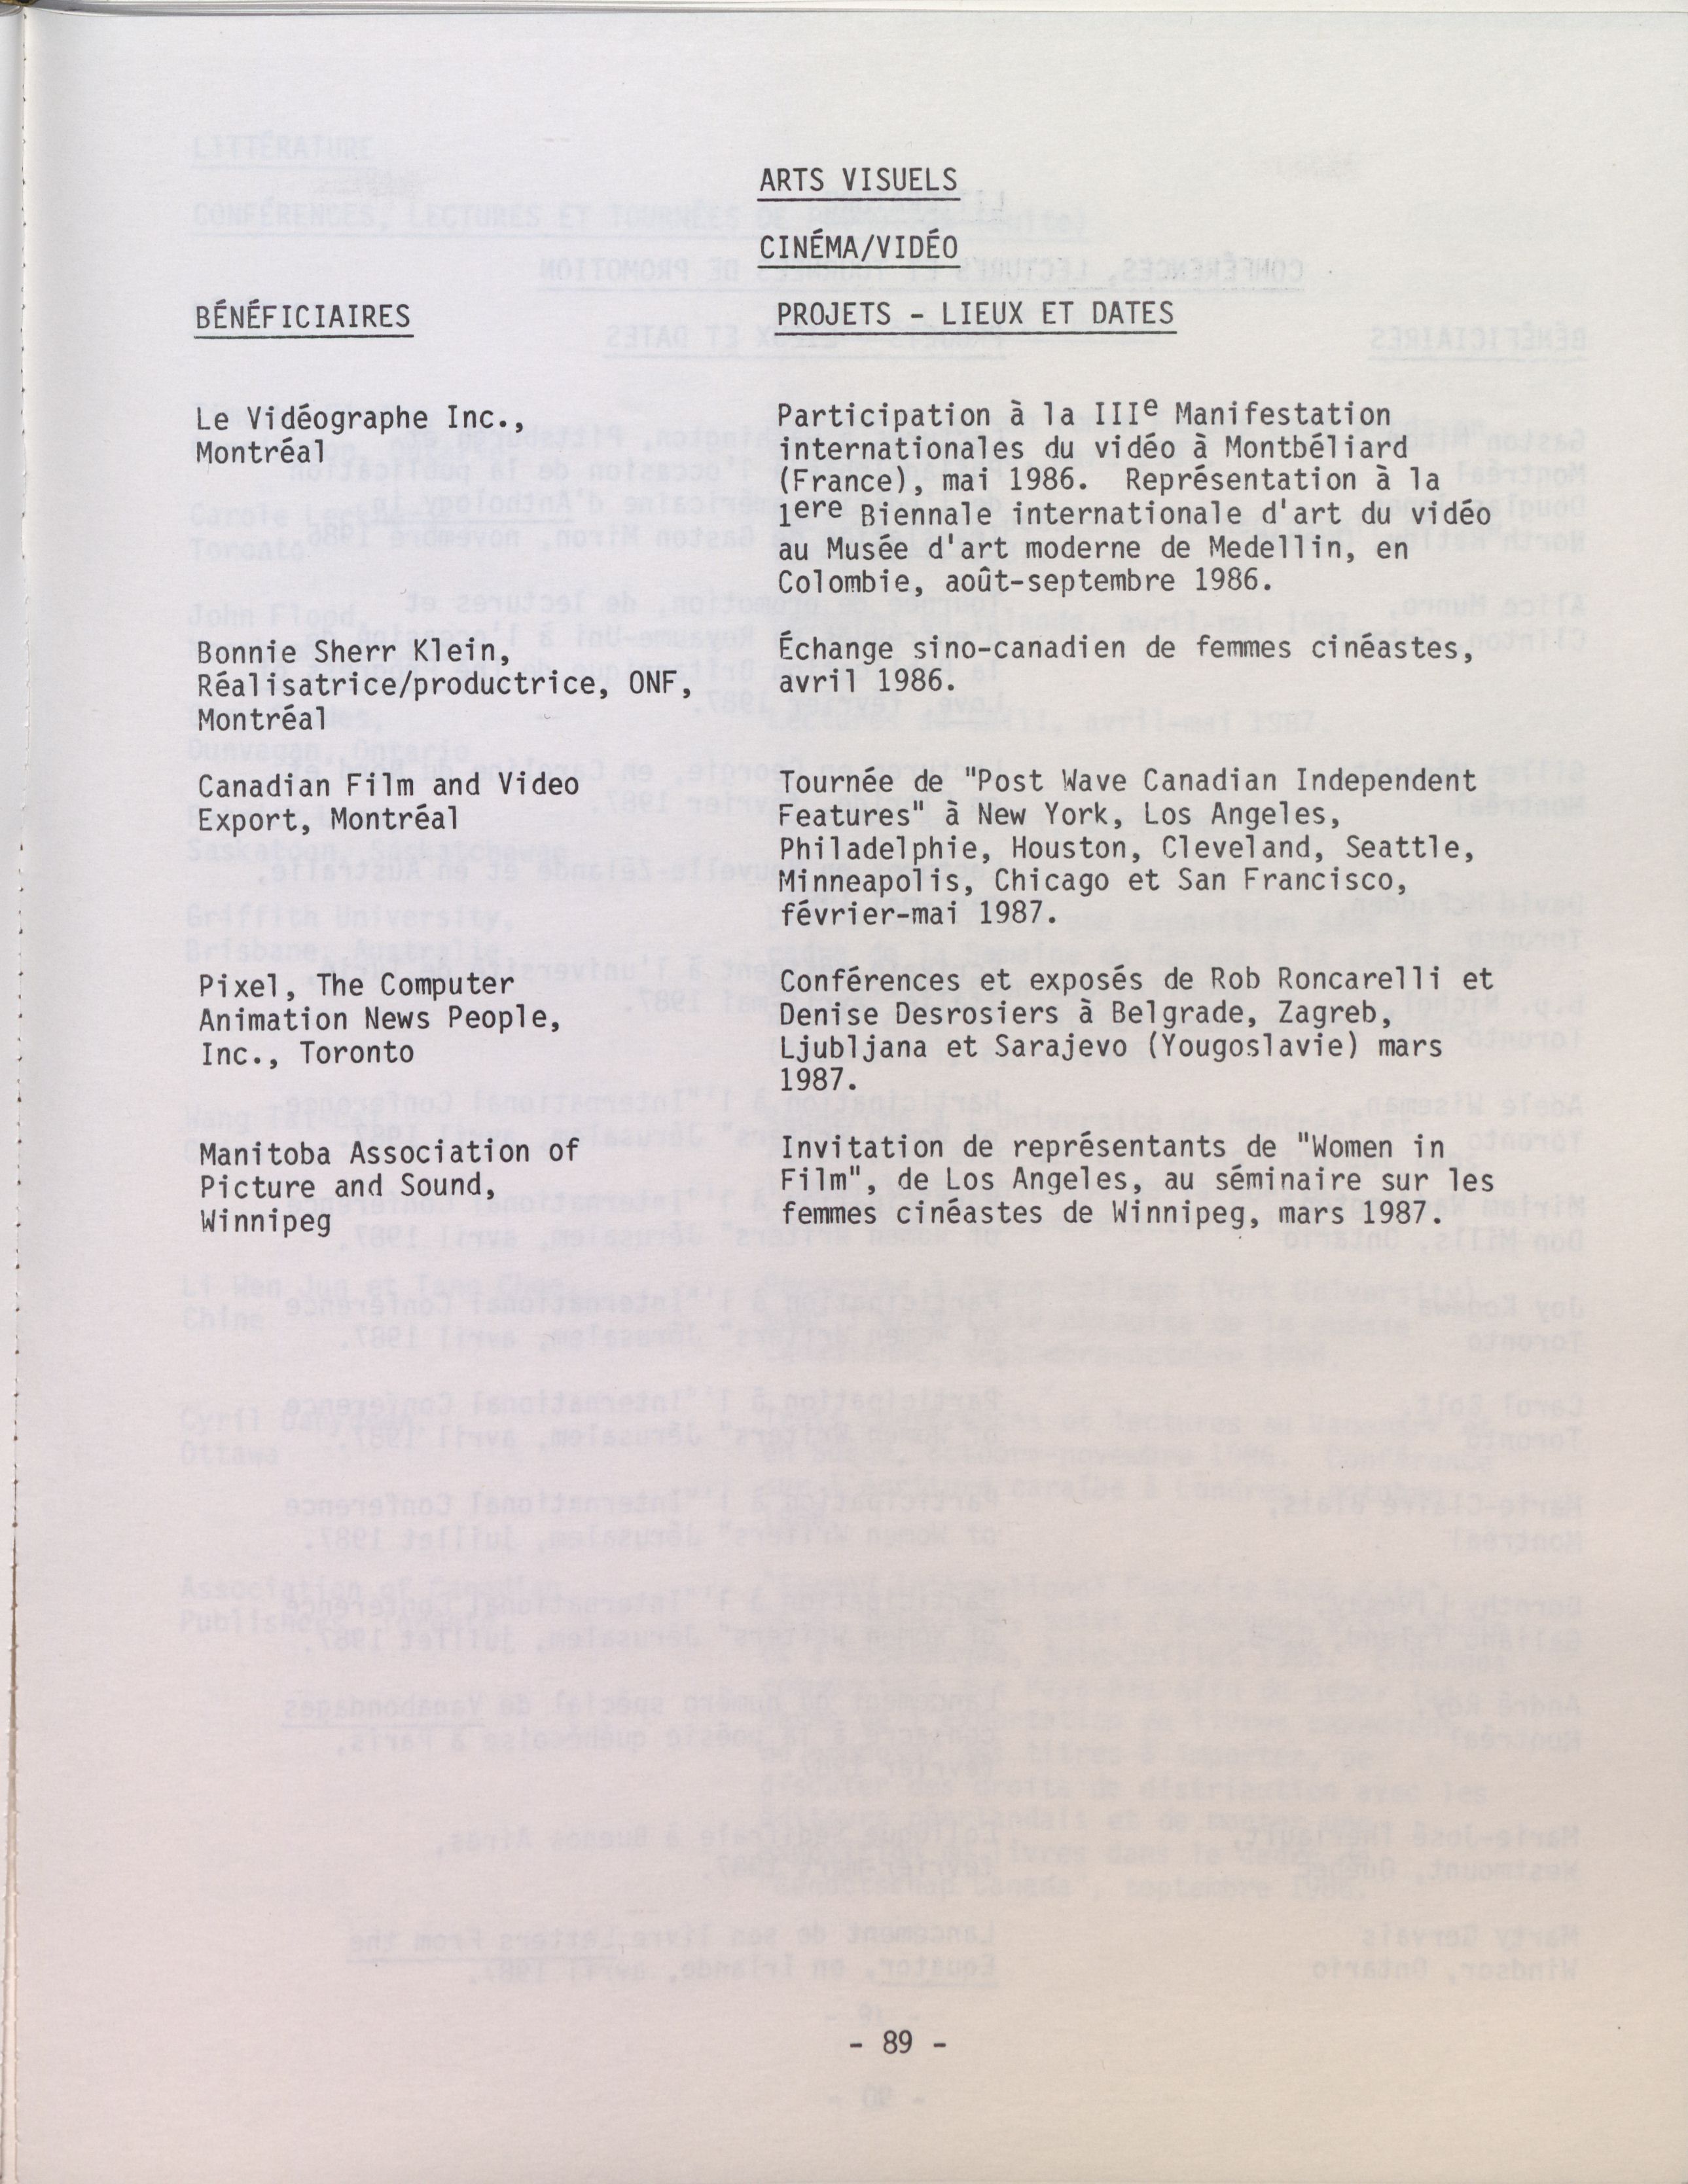 ARTS VISUELS
CINÉMA/VIDÉO
BÉNÉFICIAIRES
PROJETS - LIEUX ET DATES
Le Vidéographe Inc.,
Montréal
Participation à la IIIe Manifestation
internationales du vidéo à Montbéliard
(France), mai 1986. Représentation à la
1ere Biennale internationale d'art du vidéo
au Musée d'art moderne de Medellin, en
Colombie, août-septembre 1986.
Bonnie Sherr Klein,
Réalisatrice/productrice, ONF,
Montréal
Échange sino-canadien de femmes cinéastes,
avril 1986.
Canadian Film and Video
Export, Montréal
Tournée de "Post Wave Canadian Independent
Features" à New York, Los Angeles,
Philadelphie, Houston, Cleveland, Seattle,
Minneapolis, Chicago et San Francisco,
février-mai 1987.
Pixel, The Computer
Animation News People,
Inc., Toronto
Conférences et exposés de Rob Roncarelli et
Denise Desrosiers à Belgrade, Zagreb,
Ljubljana et Sarajevo (Yougoslavie) mars
1987.
Manitoba Association of
Picture and Sound,
Winnipeg
Invitation de représentants de "Women in
Film", de Los Angeles, au séminaire sur les
femmes cinéastes de Winnipeg, mars 1987.
- 89 -